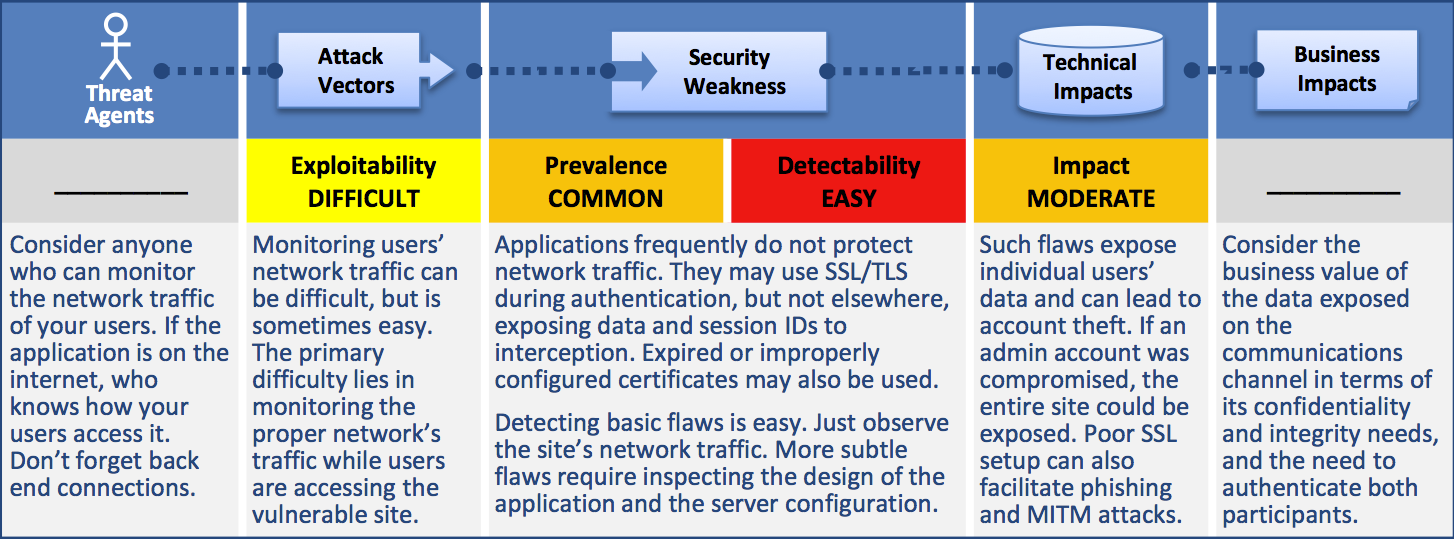 Threat
Agents
Attack
Vectors
Security
Weakness
Technical
Impacts
Business
Impacts
__________
Exploitability
DIFFICULT
Prevalence
COMMON
Detectability
EASY
Impact
MODERATE
__________
Consider anyone
who can monitor
the network traffic
of your users. If the
application is on the
internet, who
knows how your
users access it.
Don’t forget back
end connections.
Monitoring users’
network traffic can
be difficult, but is
sometimes easy.
The primary
difficulty lies in
monitoring the
proper network’s
traffic while users
are accessing the
vulnerable site.
Applications frequently do not protect
network traffic. They may use SSL/TLS
during authentication, but not elsewhere,
exposing data and session IDs to
interception. Expired or improperly
configured certificates may also be used.
Detecting basic flaws is easy. Just observe
the site’s network traffic. More subtle
flaws require inspecting the design of the
application and the server configuration.
Such flaws expose
individual users’
data and can lead to
account theft. If an
admin account was
compromised, the
entire site could be
exposed. Poor SSL
setup can also
facilitate phishing
and MITM attacks.
Consider the
business value of
the data exposed
on the
communications
channel in terms of
its confidentiality
and integrity needs,
and the need to
authenticate both
participants.